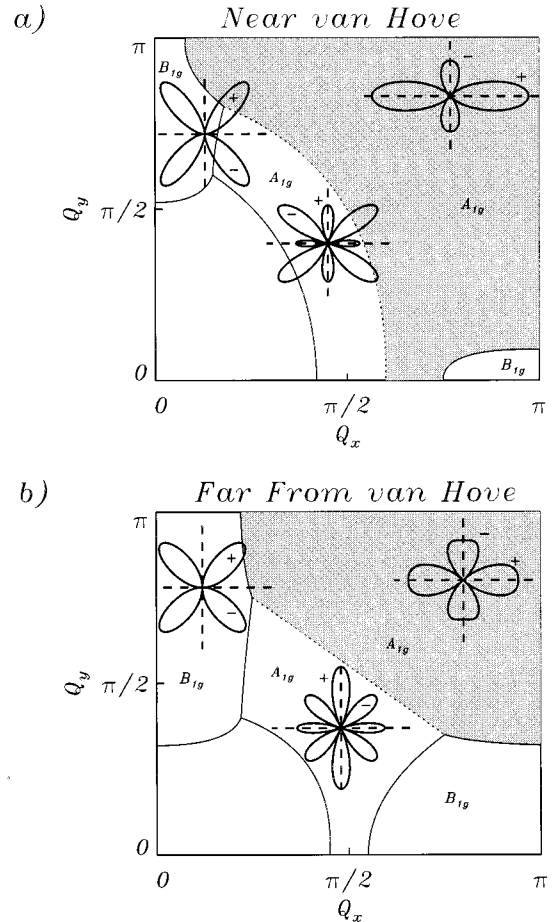 a)
Near van Hove
π
B1g
+
−
−
+
A1g
Qy
π/2
−
+
A1g
0
B1g
0
π/2
π
Qx
b)
Far From van Hove
π
+
−
−
+
A1g
Qy
π/2
B1g
A1g
+
−
B1g
0
0
π/2
π
Qx